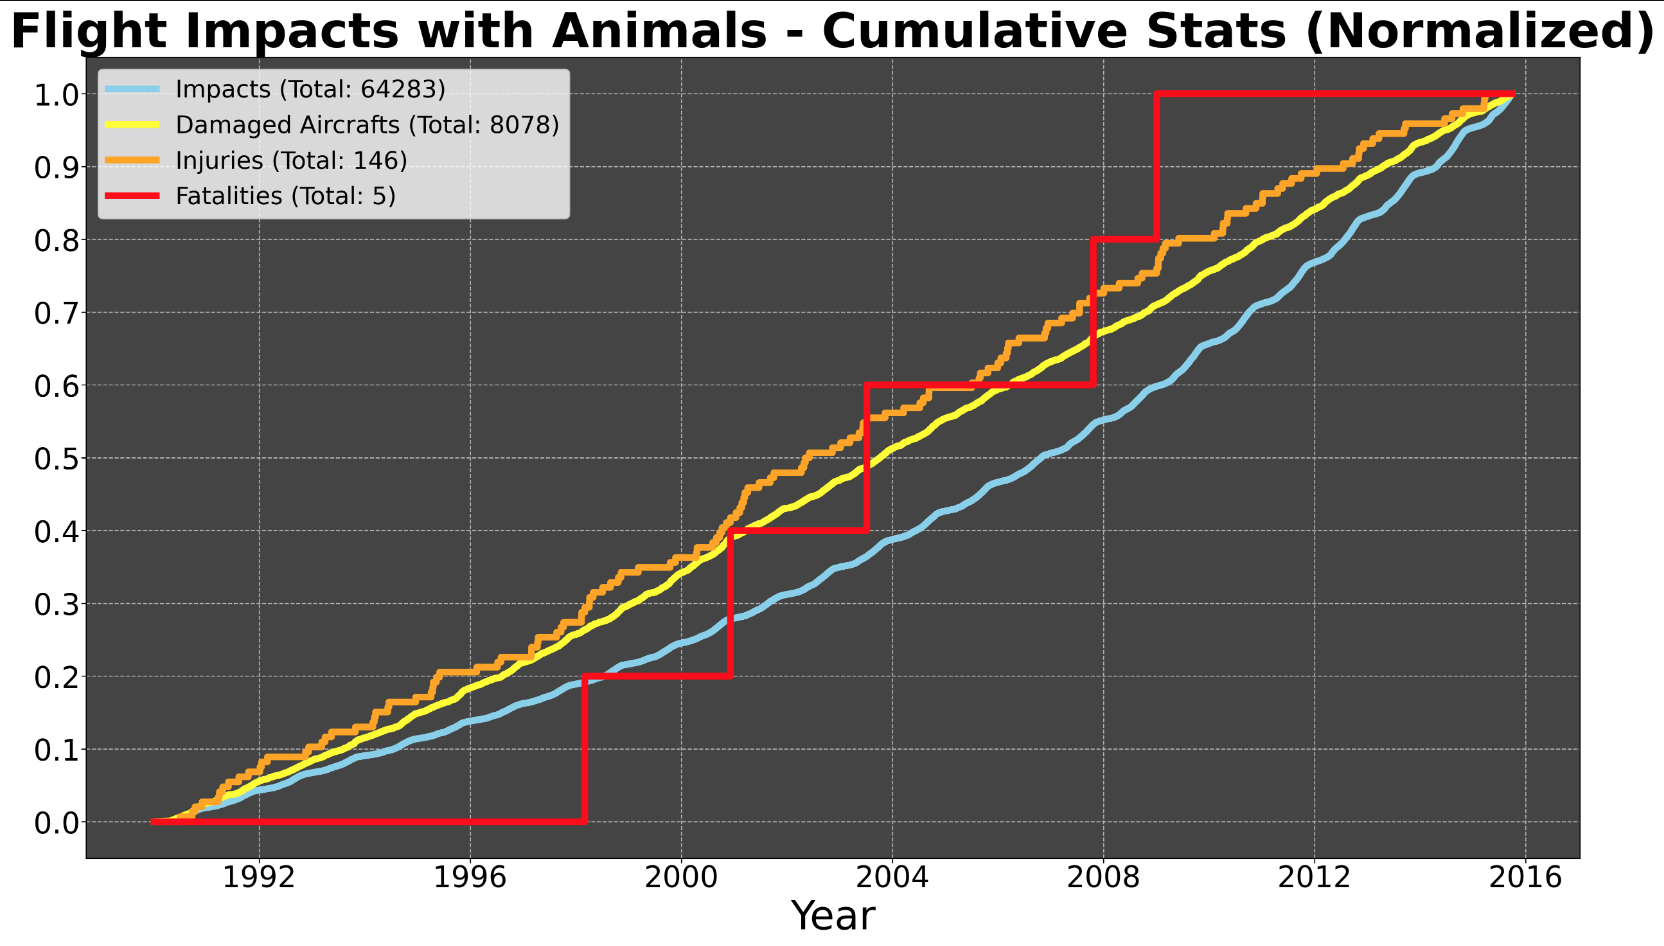 Flight Impacts with Animals - Cumulative Stats (Normalized)
Impacts (Total: 64283)
Damaged Aircrafts (Total: 8078)
Injuries (Total: 146)
Fatalities (Total: 5)
1.0
0.9
0.8
0.7
0.6
0.5
0.4
0.3
0.2
0.1
0.0
1992 1996 2000 2004 2008 2012 2016
Year